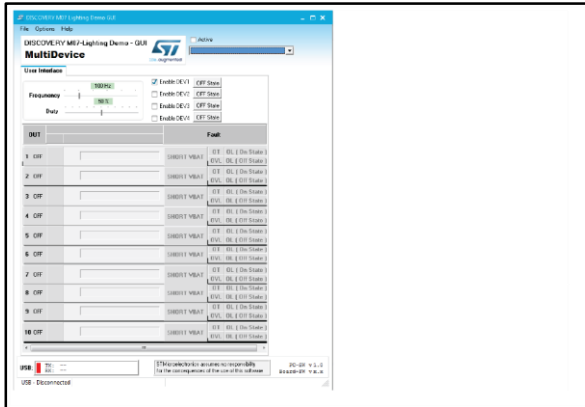 DISCOVERY M07-Lighting Demo GUI
File Options Help
DISCOVERY M07-Lighting Demo - GUI
MultiDevice
ST
life.augmented
Active
User Interface
Frequency
100 Hz
Duty
50 %
Enable DEV1 OFF State
Enable DEV2 OFF State
Enable DEV3 OFF State
Enable DEV4 OFF State
OUT Fault
1 OFF SHORT VBAT OT OL ( On State )
OVL OL ( Off State )
2 OFF SHORT VBAT OT OL ( On State )
OVL OL ( Off State )
3 OFF SHORT VBAT OT OL ( On State )
OVL OL ( Off State )
4 OFF SHORT VBAT OT OL ( On State )
OVL OL ( Off State )
5 OFF SHORT VBAT OT OL ( On State )
OVL OL ( Off State )
6 OFF SHORT VBAT OT OL ( On State )
OVL OL ( Off State )
7 OFF SHORT VBAT OT OL ( On State )
OVL OL ( Off State )
8 OFF SHORT VBAT OT OL ( On State )
OVL OL ( Off State )
9 OFF SHORT VBAT OT OL ( On State )
OVL OL ( Off State )
10 OFF SHORT VBAT OT OL ( On State )
OVL OL ( Off State )
USB: TX: --
RX: --
STMicroelectronics assumes no responsibility
for the consequences of the use of this software
USB - Disconnected